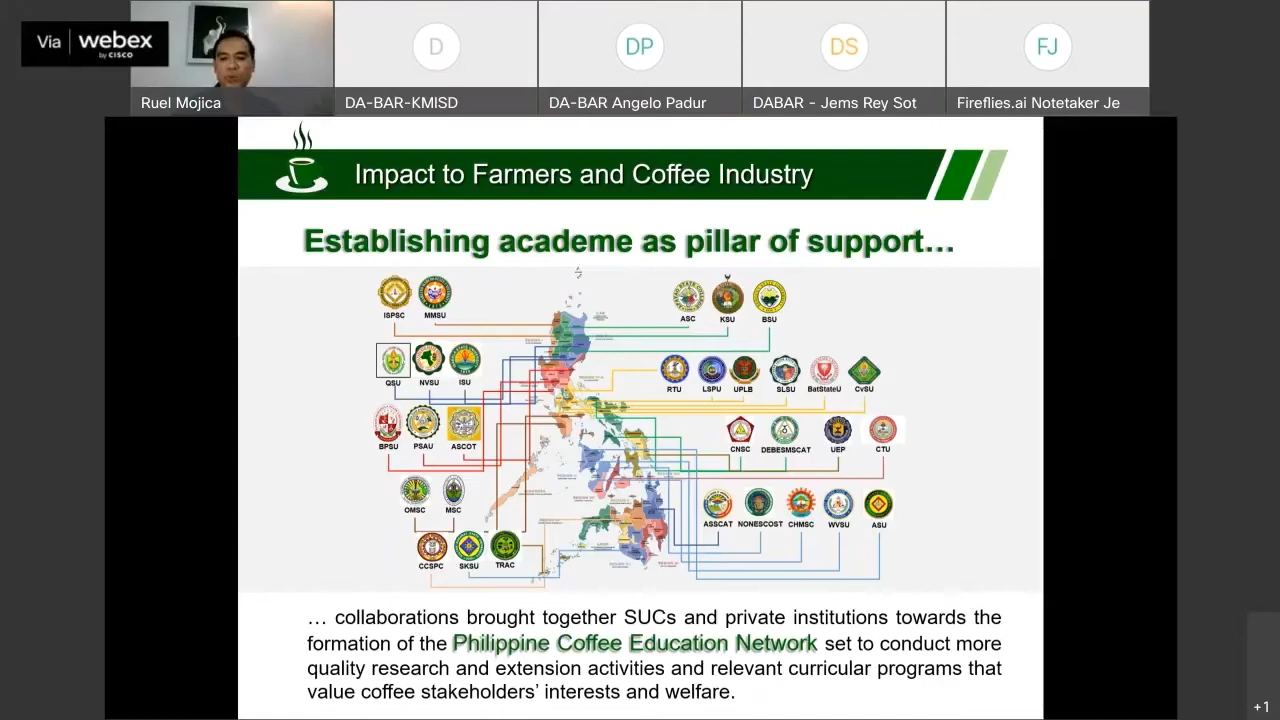 Via webex
by CISCO
Ruel Mojica
D
DA-BAR-KMISD
DP
DA-BAR Angelo Padur
DS
DABAR - Jems Rey Sot
FJ
Fireflies.ai Notetaker Je
Impact to Farmers and Coffee Industry
Establishing academe as pillar of support…
ISPSC MMSU
ASC KSU BSU
QSU NVSU ISU
RTU LSPU UPLB SLSU BatStateU CvSU
BPSU PSAU ASCOT
CNSC DEBESMSCAT UEP CTU
OMSC MSC
ASSCAT NONESCOST CHMSC WVSU ASU
CCSPC SKSU TRAC
… collaborations brought together SUCs and private institutions towards the
formation of the Philippine Coffee Education Network set to conduct more
quality research and extension activities and relevant curricular programs that
value coffee stakeholders’ interests and welfare.
+1